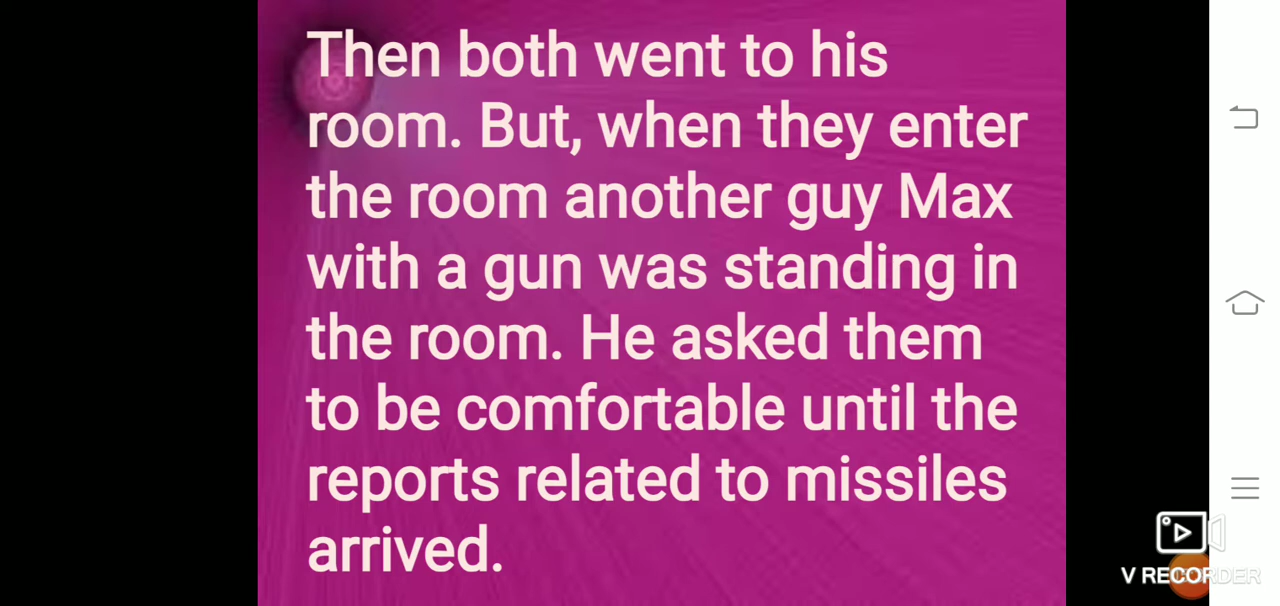 Then both went to his
room. But, when they enter
the room another guy Max
with a gun was standing in
the room. He asked them
to be comfortable until the
reports related to missiles
arrived.
V RECORDER